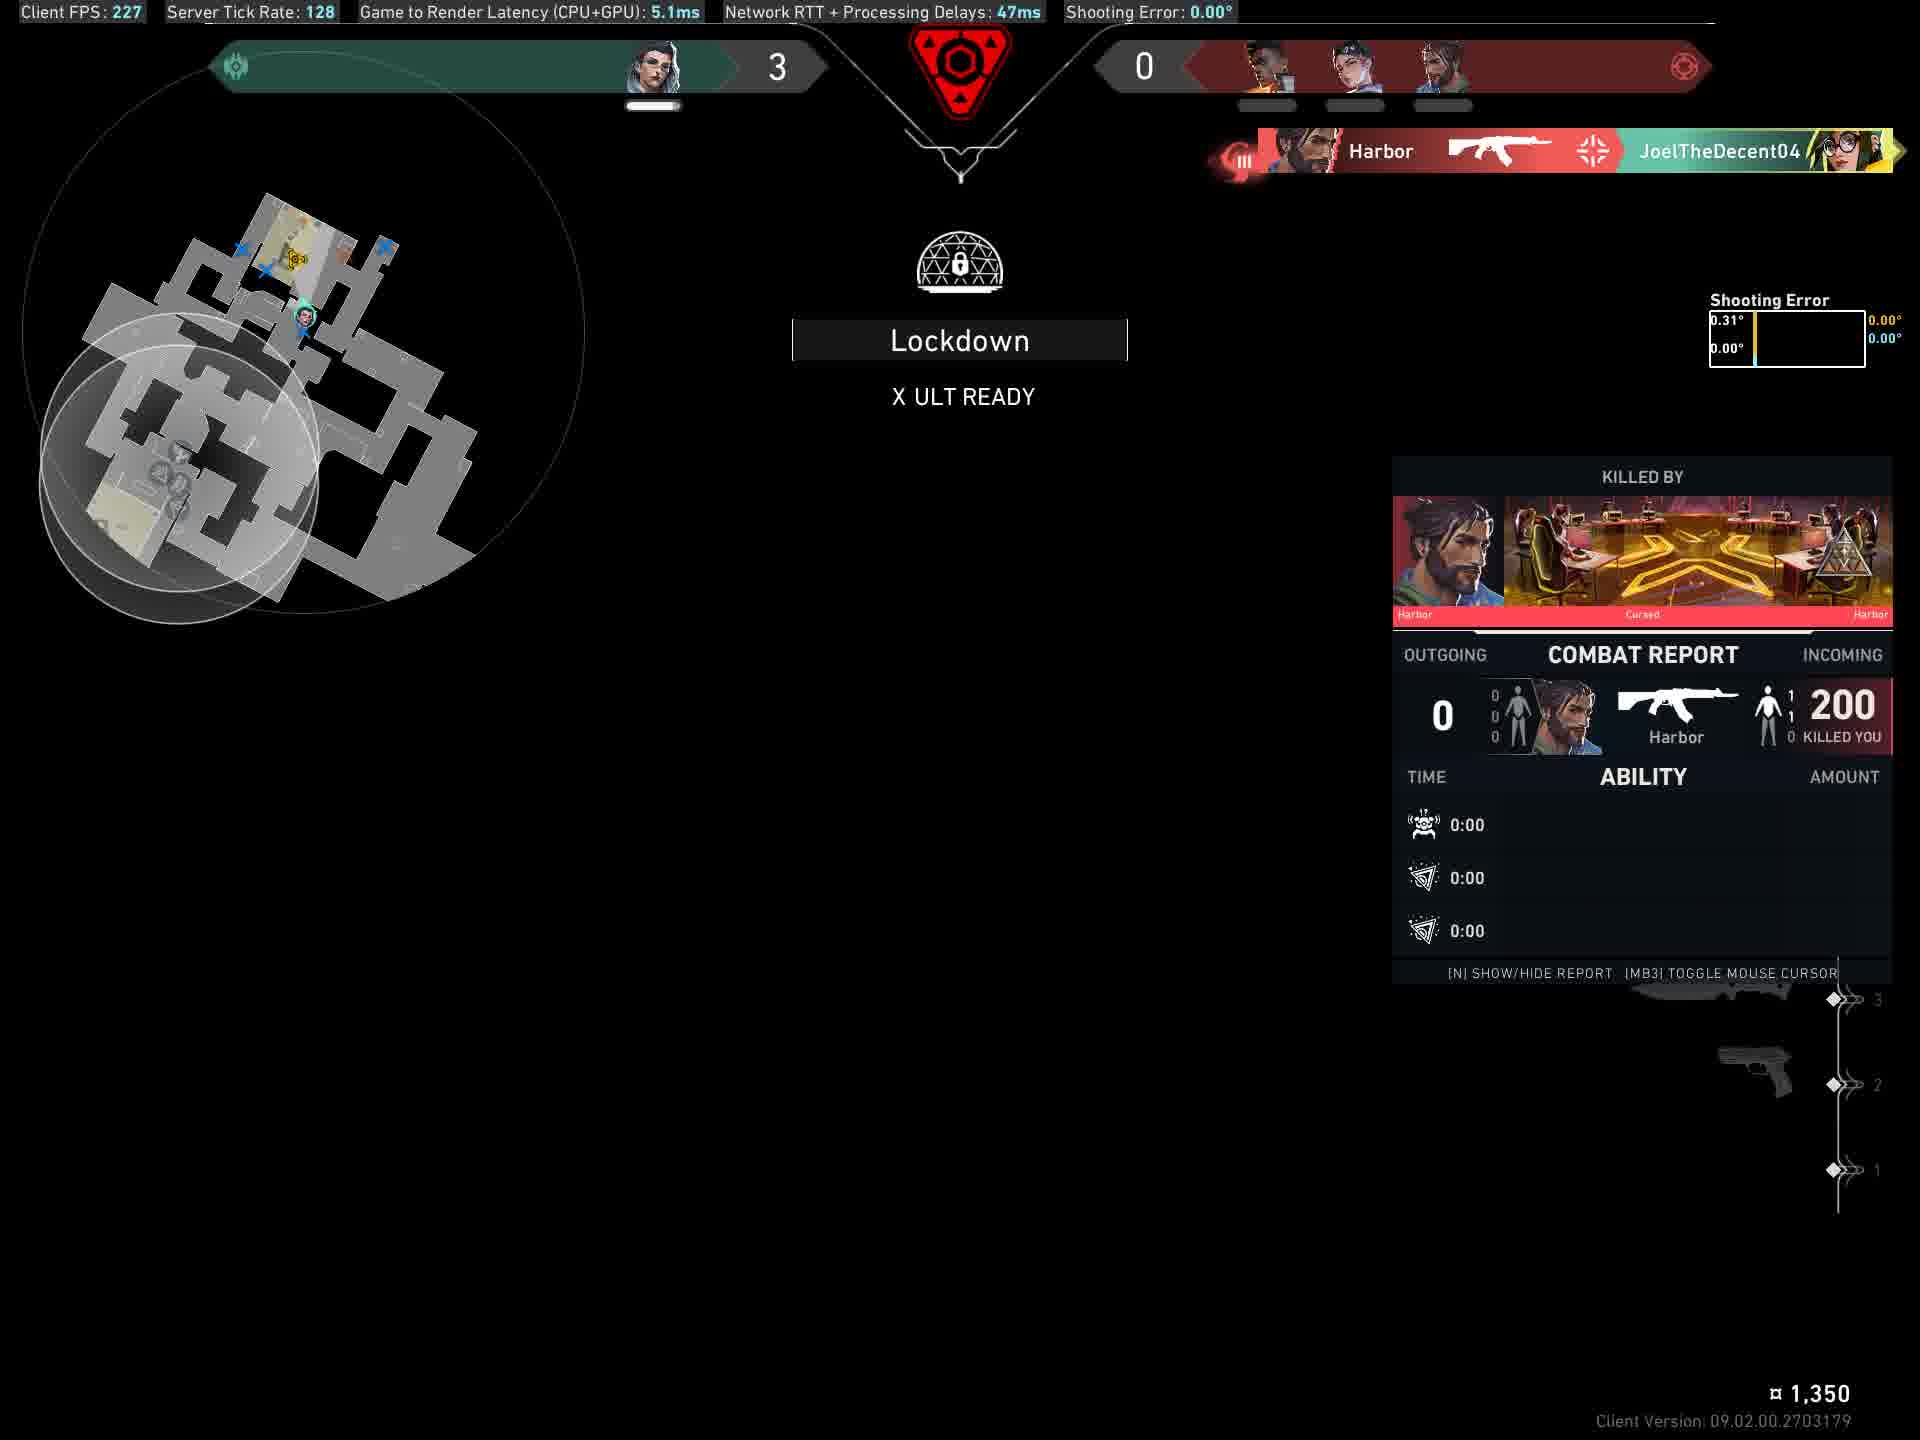 Client FPS: 227 Server Tick Rate: 128 Game to Render Latency (CPU+GPU): 5.1ms Network RTT + Processing Delays: 47ms Shooting Error: 0.00°
3
0
III Harbor JoelTheDecent04
Lockdown
X ULT READY
Shooting Error
0.31° 0.00°
0.00°
0.00°
KILLED BY
Harbor Cursed Harbor
OUTGOING COMBAT REPORT INCOMING
0 0 0 0 Harbor 1 1 0 200 KILLED YOU
TIME ABILITY AMOUNT
0:00
0:00
0:00
[N] SHOW/HIDE REPORT [MB3] TOGGLE MOUSE CURSOR
3
2
1
¤ 1,350
Client Version: 09.02.00.2703179